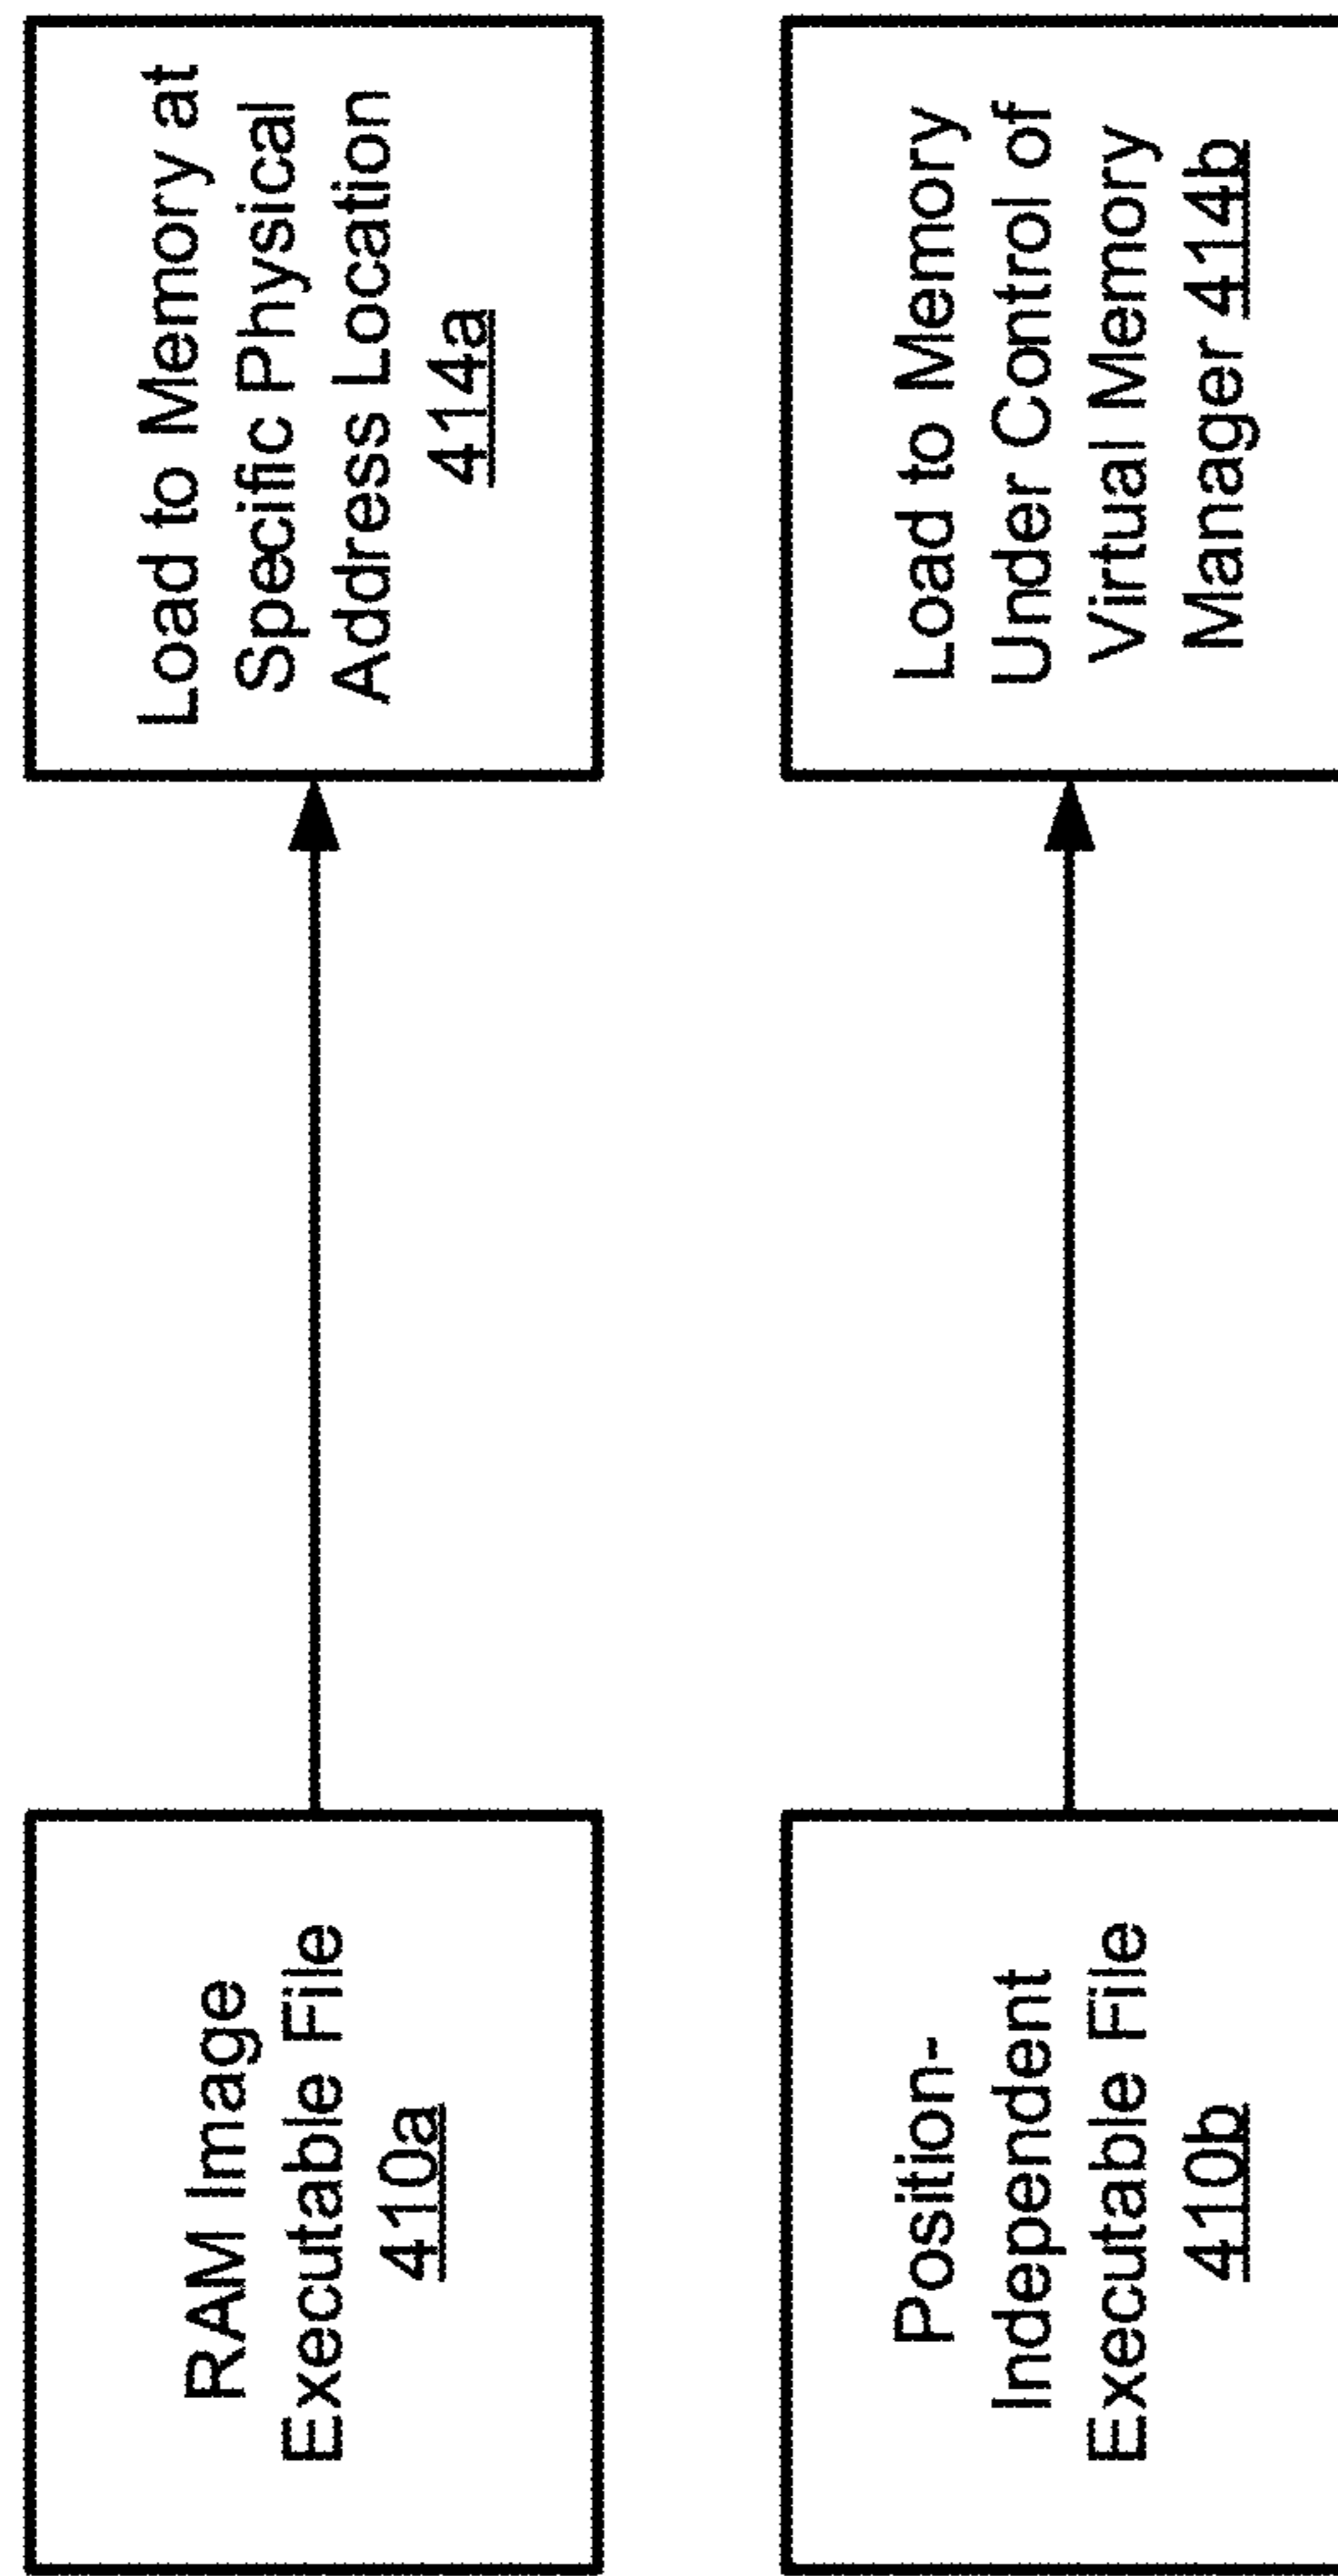 RAM Image
Executable File
410a
Load to Memory at
Specific Physical
Address Location
414a
Position-
Independent
Executable File
410b
Load to Memory
Under Control of
Virtual Memory
Manager 414b